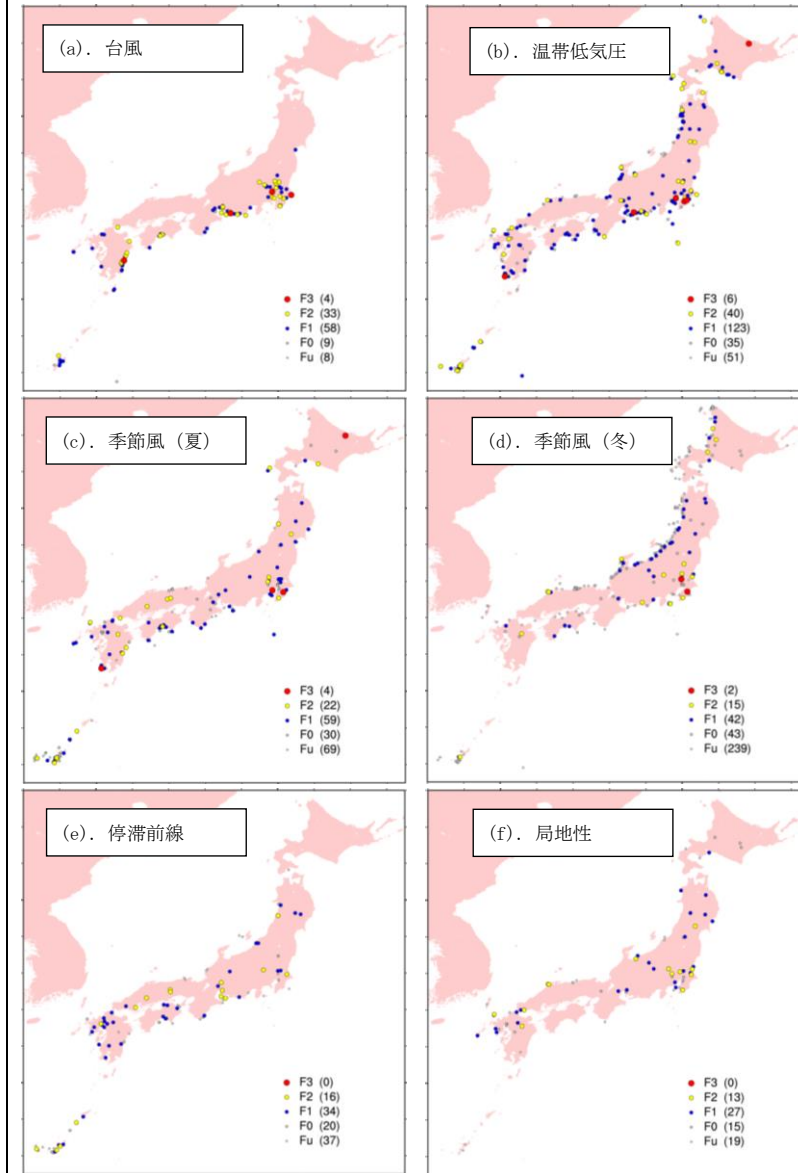 (a). 台風
F3 (4)
F2 (33)
F1 (58)
F0 (9)
Fu (8)
(b). 温帯低気圧
F3 (6)
F2 (40)
F1 (123)
F0 (35)
Fu (51)
(c). 季節風（夏）
F3 (4)
F2 (22)
F1 (59)
F0 (30)
Fu (69)
(d). 季節風（冬）
F3 (2)
F2 (15)
F1 (42)
F0 (43)
Fu (239)
(e). 停滞前線
F3 (0)
F2 (16)
F1 (34)
F0 (20)
Fu (37)
(f). 局地性
F3 (0)
F2 (13)
F1 (27)
F0 (15)
Fu (19)